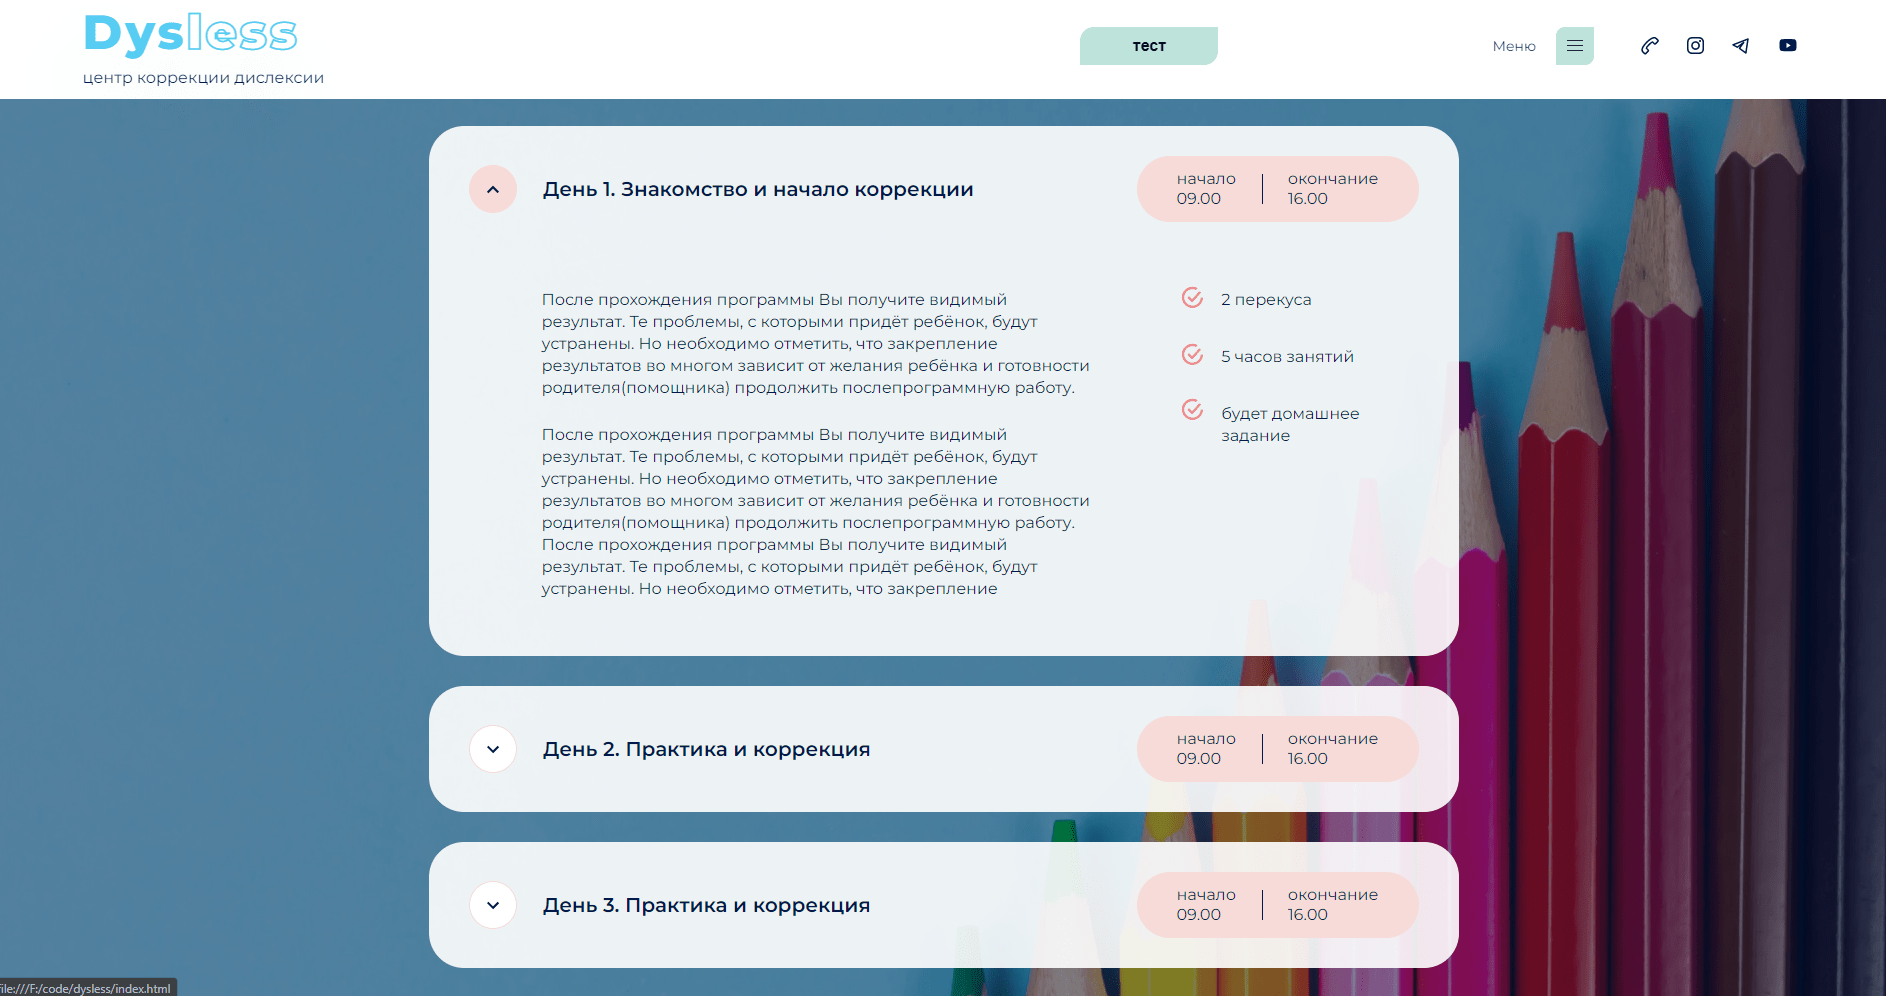 Dysless
центр коррекции дислексии
тест
Меню
День 1. Знакомство и начало коррекции
начало
09.00
окончание
16.00
После прохождения программы Вы получите видимый
результат. Те проблемы, с которыми придёт ребёнок, будут
устранены. Но необходимо отметить, что закрепление
результатов во многом зависит от желания ребёнка и готовности
родителя(помощника) продолжить послепрограммную работу.
После прохождения программы Вы получите видимый
результат. Те проблемы, с которыми придёт ребёнок, будут
устранены. Но необходимо отметить, что закрепление
результатов во многом зависит от желания ребёнка и готовности
родителя(помощника) продолжить послепрограммную работу.
После прохождения программы Вы получите видимый
результат. Те проблемы, с которыми придёт ребёнок, будут
устранены. Но необходимо отметить, что закрепление
2 перекуса
5 часов занятий
будет домашнее
задание
День 2. Практика и коррекция
начало
09.00
окончание
16.00
День 3. Практика и коррекция
начало
09.00
окончание
16.00
file:///F:/code/dysless/index.html